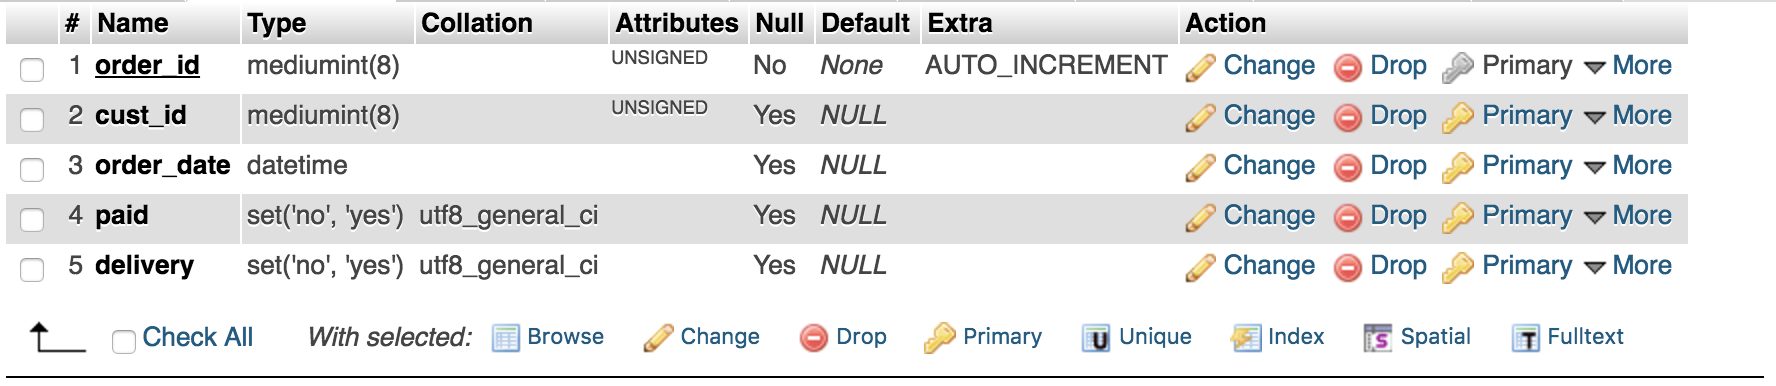 # Name Type Collation Attributes Null Default Extra Action
1 order_id mediumint(8) UNSIGNED No None AUTO_INCREMENT Change Drop Primary More
2 cust_id mediumint(8) UNSIGNED Yes NULL Change Drop Primary More
3 order_date datetime Yes NULL Change Drop Primary More
4 paid set('no', 'yes') utf8_general_ci Yes NULL Change Drop Primary More
5 delivery set('no', 'yes') utf8_general_ci Yes NULL Change Drop Primary More
Check All With selected: Browse Change Drop Primary U Unique Index S Spatial T Fulltext